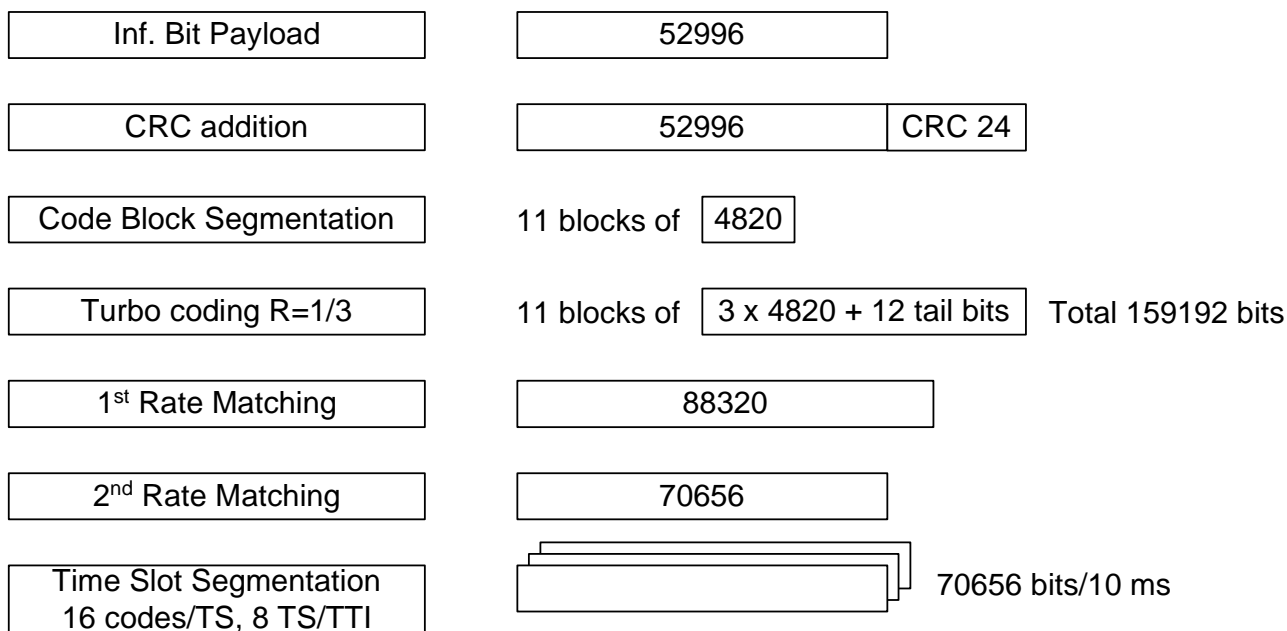 Inf. Bit Payload 52996
CRC addition 52996 CRC 24
Code Block Segmentation 11 blocks of 4820
Turbo coding R=1/3 11 blocks of 3 x 4820 + 12 tail bits Total 159192 bits
1st Rate Matching 88320
2nd Rate Matching 70656
Time Slot Segmentation
16 codes/TS, 8 TS/TTI
70656 bits/10 ms